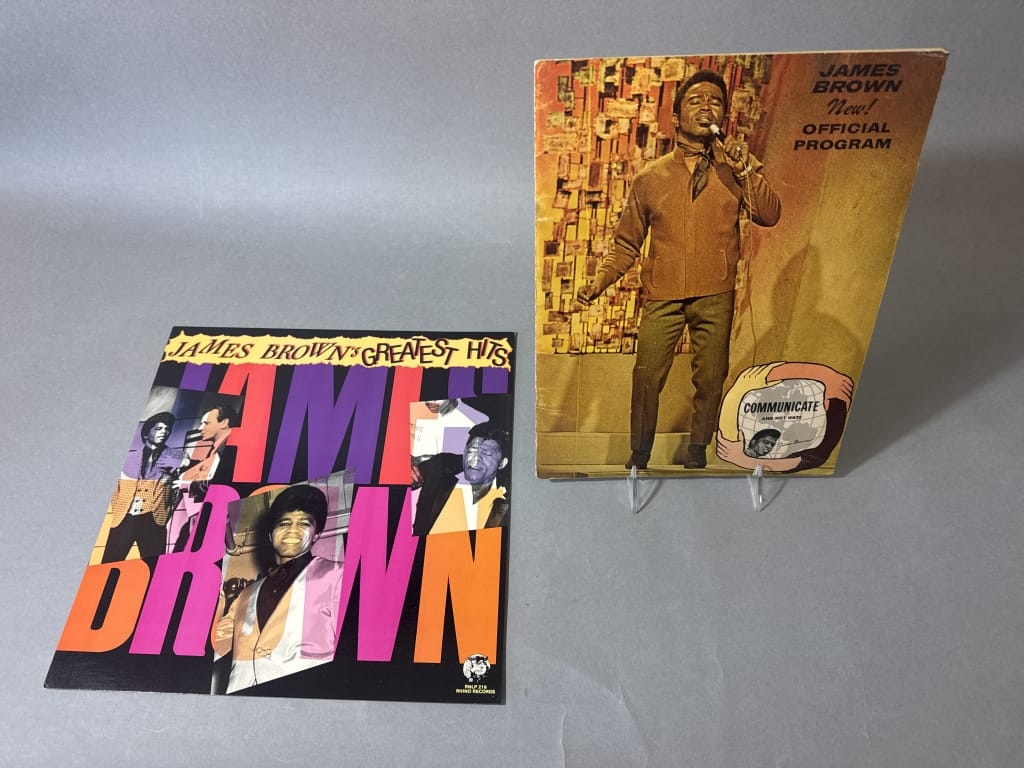 JAMES BROWN'S GREATEST HITS
JAMES
BROWN
RNLP 219
RHINO RECORDS
JAMES
BROWN
New!
OFFICIAL
PROGRAM
COMMUNICATE
AND NOT HATE